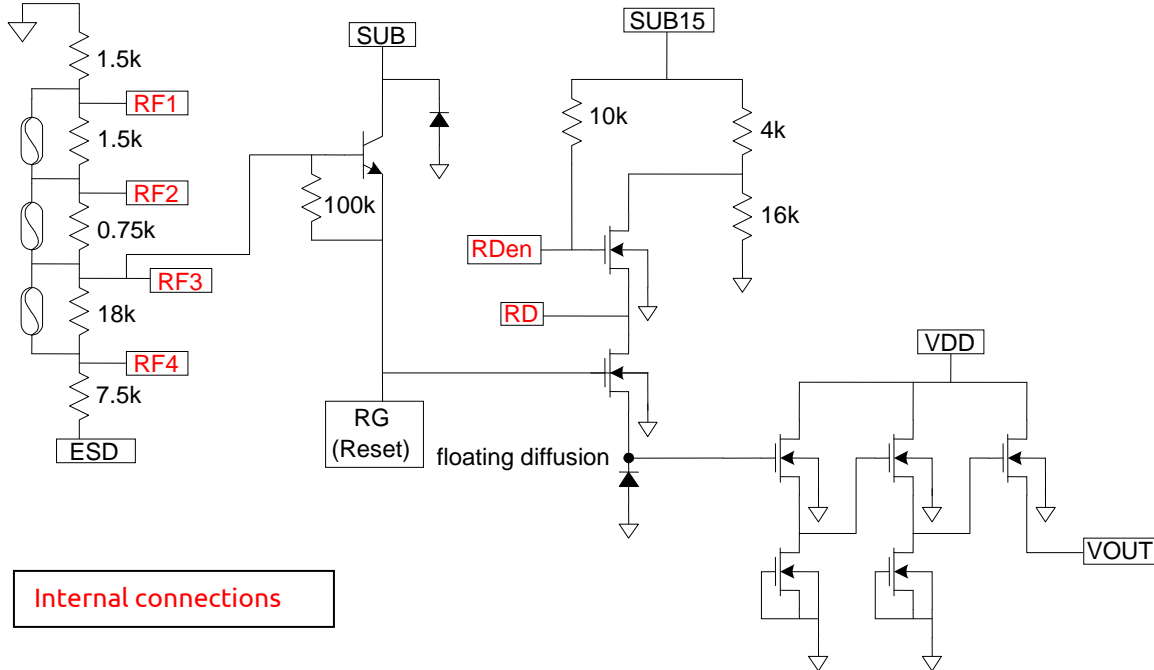 1.5k
RF1
1.5k
RF2
0.75k
RF3
18k
RF4
7.5k
ESD
SUB
100k
RG
(Reset)
SUB15
10k
4k
16k
RDen
RD
floating diffusion
VDD
VOUT
Internal connections